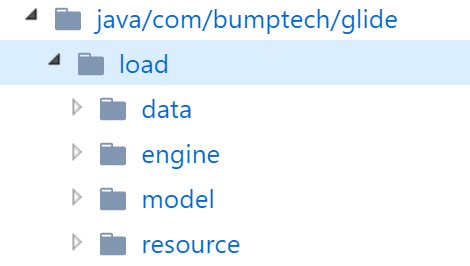 java/com/bumptech/glide
load
data
engine
model
resource